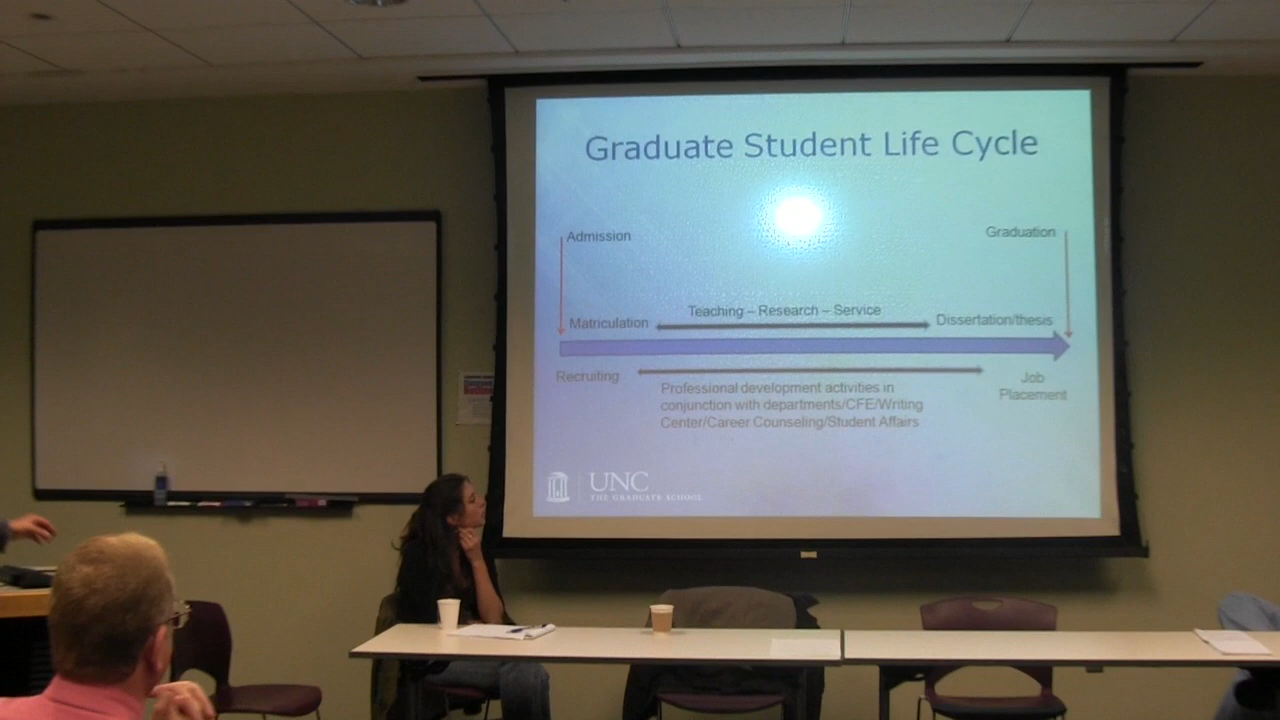 Graduate Student Life Cycle
Admission
Graduation
Teaching – Research – Service
Matriculation
Dissertation/thesis
Recruiting
Job
Placement
Professional development activities in
conjunction with departments/CFE/Writing
Center/Career Counseling/Student Affairs
UNC
THE GRADUATE SCHOOL